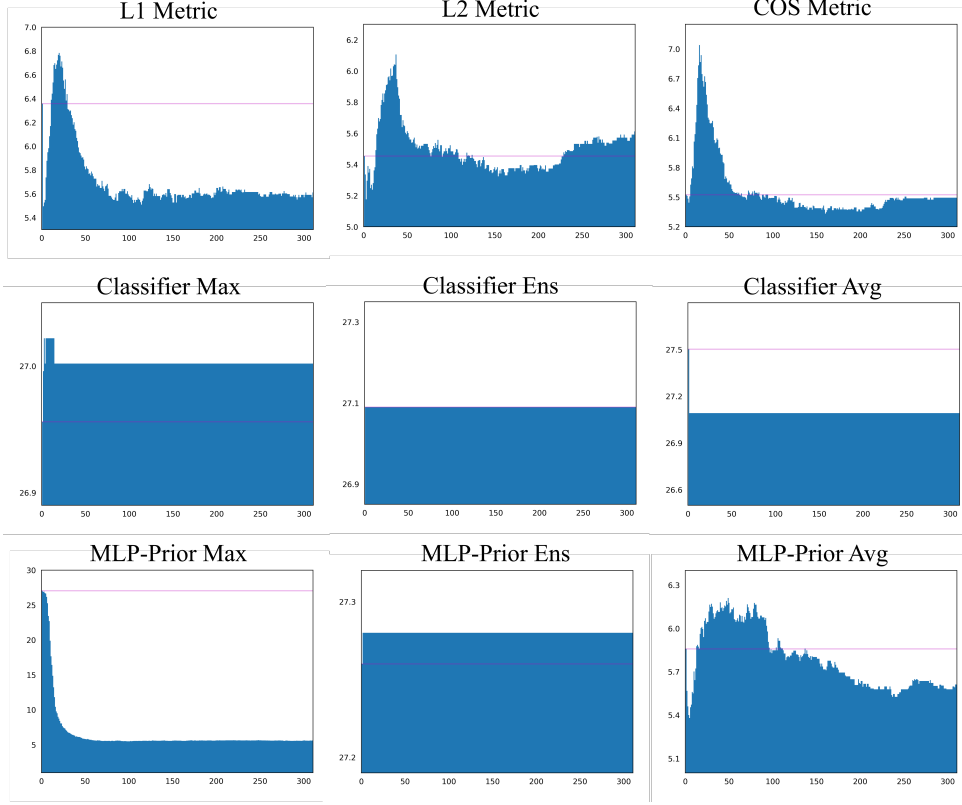 L1 Metric
L2 Metric
COS Metric
7.0
6.8
6.6
6.4
6.2
6.0
5.8
5.6
5.4
0 50 100 150 200 250 300
6.2
6.0
5.8
5.6
5.4
5.2
5.0
0 50 100 150 200 250 300
7.0
6.7
6.4
6.1
5.8
5.5
5.2
0 50 100 150 200 250 300
Classifier Max
Classifier Ens
Classifier Avg
27.0
26.9
0 50 100 150 200 250 300
27.3
27.1
26.9
0 50 100 150 200 250 300
27.5
27.2
26.9
26.6
0 50 100 150 200 250 300
MLP-Prior Max
MLP-Prior Ens
MLP-Prior Avg
30
25
20
15
10
5
0 50 100 150 200 250 300
27.3
27.2
0 50 100 150 200 250 300
6.3
6.0
5.7
5.4
5.1
0 50 100 150 200 250 300